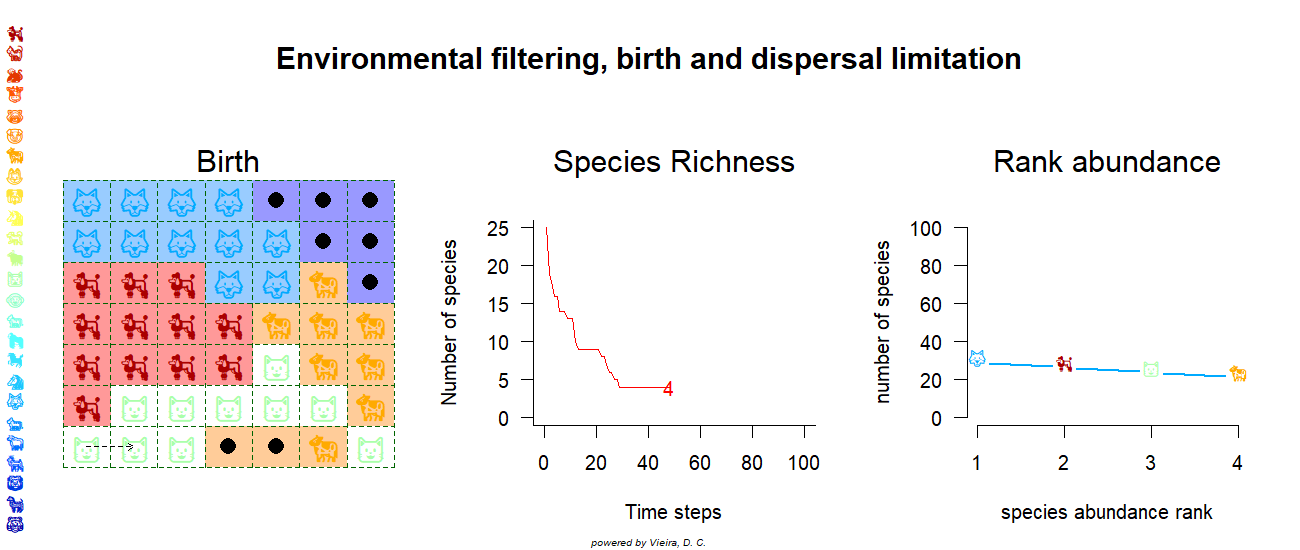 Environmental filtering, birth and dispersal limitation
Birth
Species Richness
Rank abundance
Number of species
25
20
15
10
5
0
4
0 20 40 60 80 100
Time steps
number of species
100
80
60
40
20
0
1 2 3 4
species abundance rank
powered by Vieira, D. C.